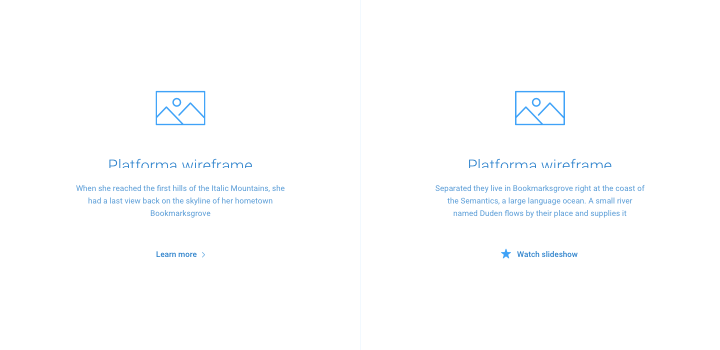 Platforma wireframe
When she reached the first hills of the Italic Mountains, she
had a last view back on the skyline of her hometown
Bookmarksgrove
Learn more
Platforma wireframe
Separated they live in Bookmarksgrove right at the coast of
the Semantics, a large language ocean. A small river
named Duden flows by their place and supplies it
Watch slideshow